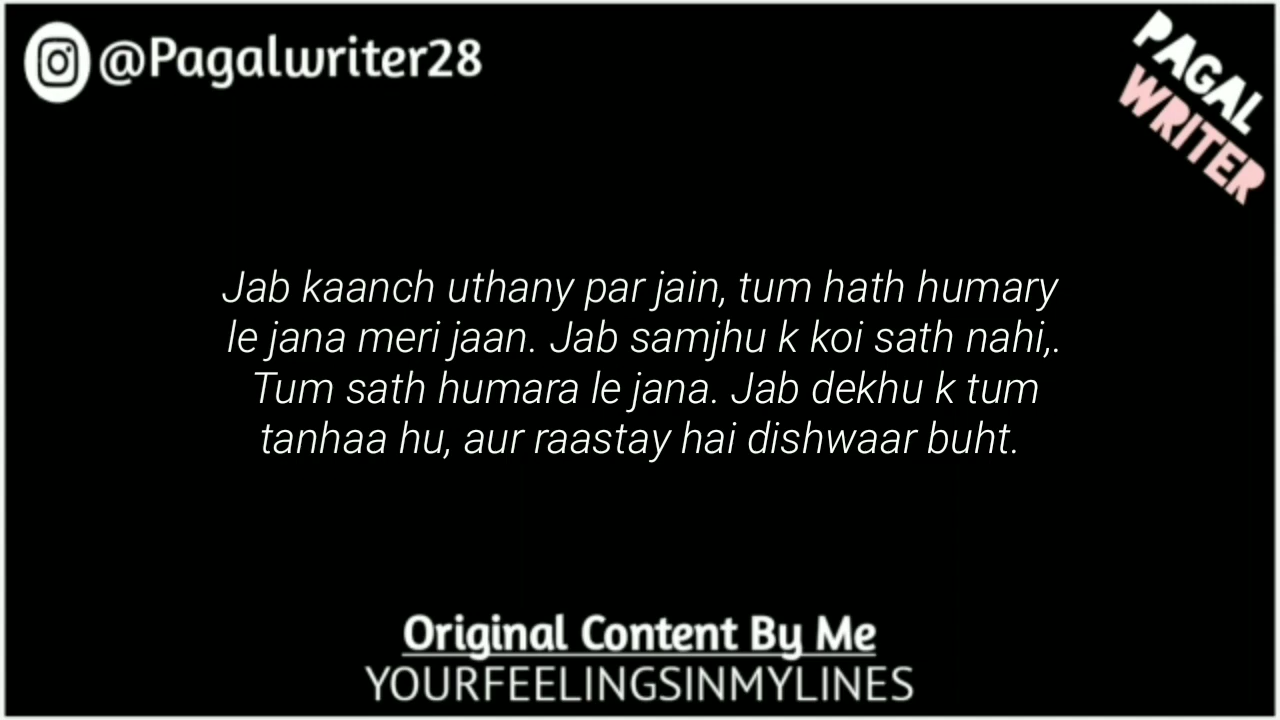 @Pagalwriter28
PAGAL
WRITER
Jab kaanch uthany par jain, tum hath humary
le jana meri jaan. Jab samjhu k koi sath nahi,.
Tum sath humara le jana. Jab dekhu k tum
tanhaa hu, aur raastay hai dishwaar buht.
Original Content By Me
YOURFEELINGSINMYLINES